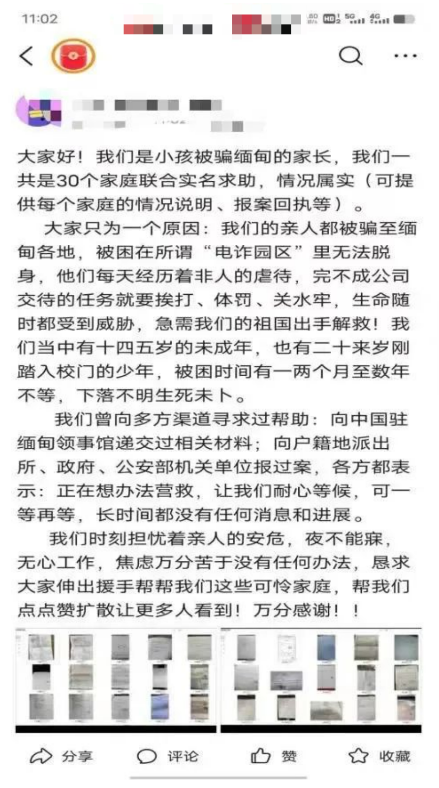 11:02
5G
4G
大家好！我们是小孩被骗缅甸的家长，我们一
共是30个家庭联合实名求助，情况属实（可提
供每个家庭的情况说明、报案回执等）。
大家只为一个原因：我们的亲人都被骗至缅
甸各地，被困在所谓“电诈园区”里无法脱
身，他们每天经历着非人的虐待，完不成公司
交待的任务就要挨打、体罚、关水牢，生命随
时都受到威胁，急需我们的祖国出手解救！我
们当中有十四五岁的未成年，也有二十来岁刚
踏入校门的少年，被困时间有一两个月至数年
不等，下落不明生死未卜。
我们曾向多方渠道寻求过帮助：向中国驻
缅甸领事馆递交过相关材料；向户籍地派出
所、政府、公安部机关单位报过案，各方都表
示：正在想办法营救，让我们耐心等候，可一
等再等，长时间都没有任何消息和进展。
我们时刻担忧着亲人的安危，夜不能寐，
无心工作，焦虑万分苦于没有任何办法，恳求
大家伸出援手帮帮我们这些可怜家庭，帮我们
点点赞扩散让更多人看到！万分感谢！！
分享
评论
赞
收藏